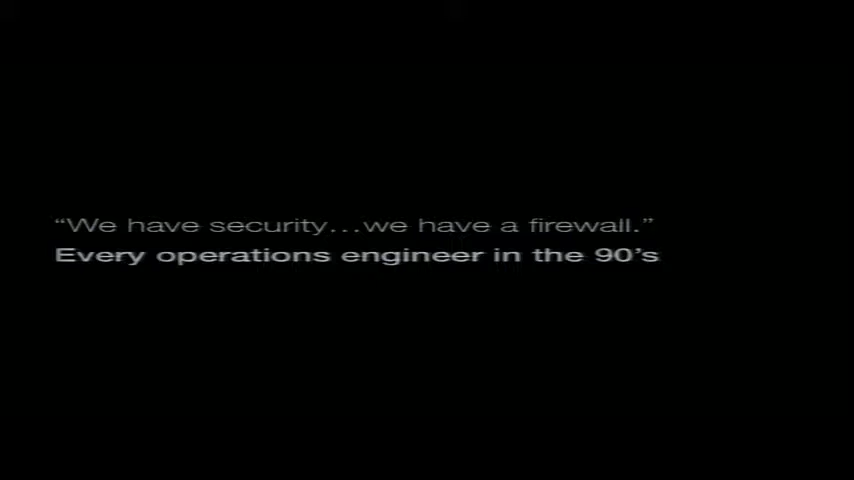 “We have security…we have a firewall.”
Every operations engineer in the 90’s